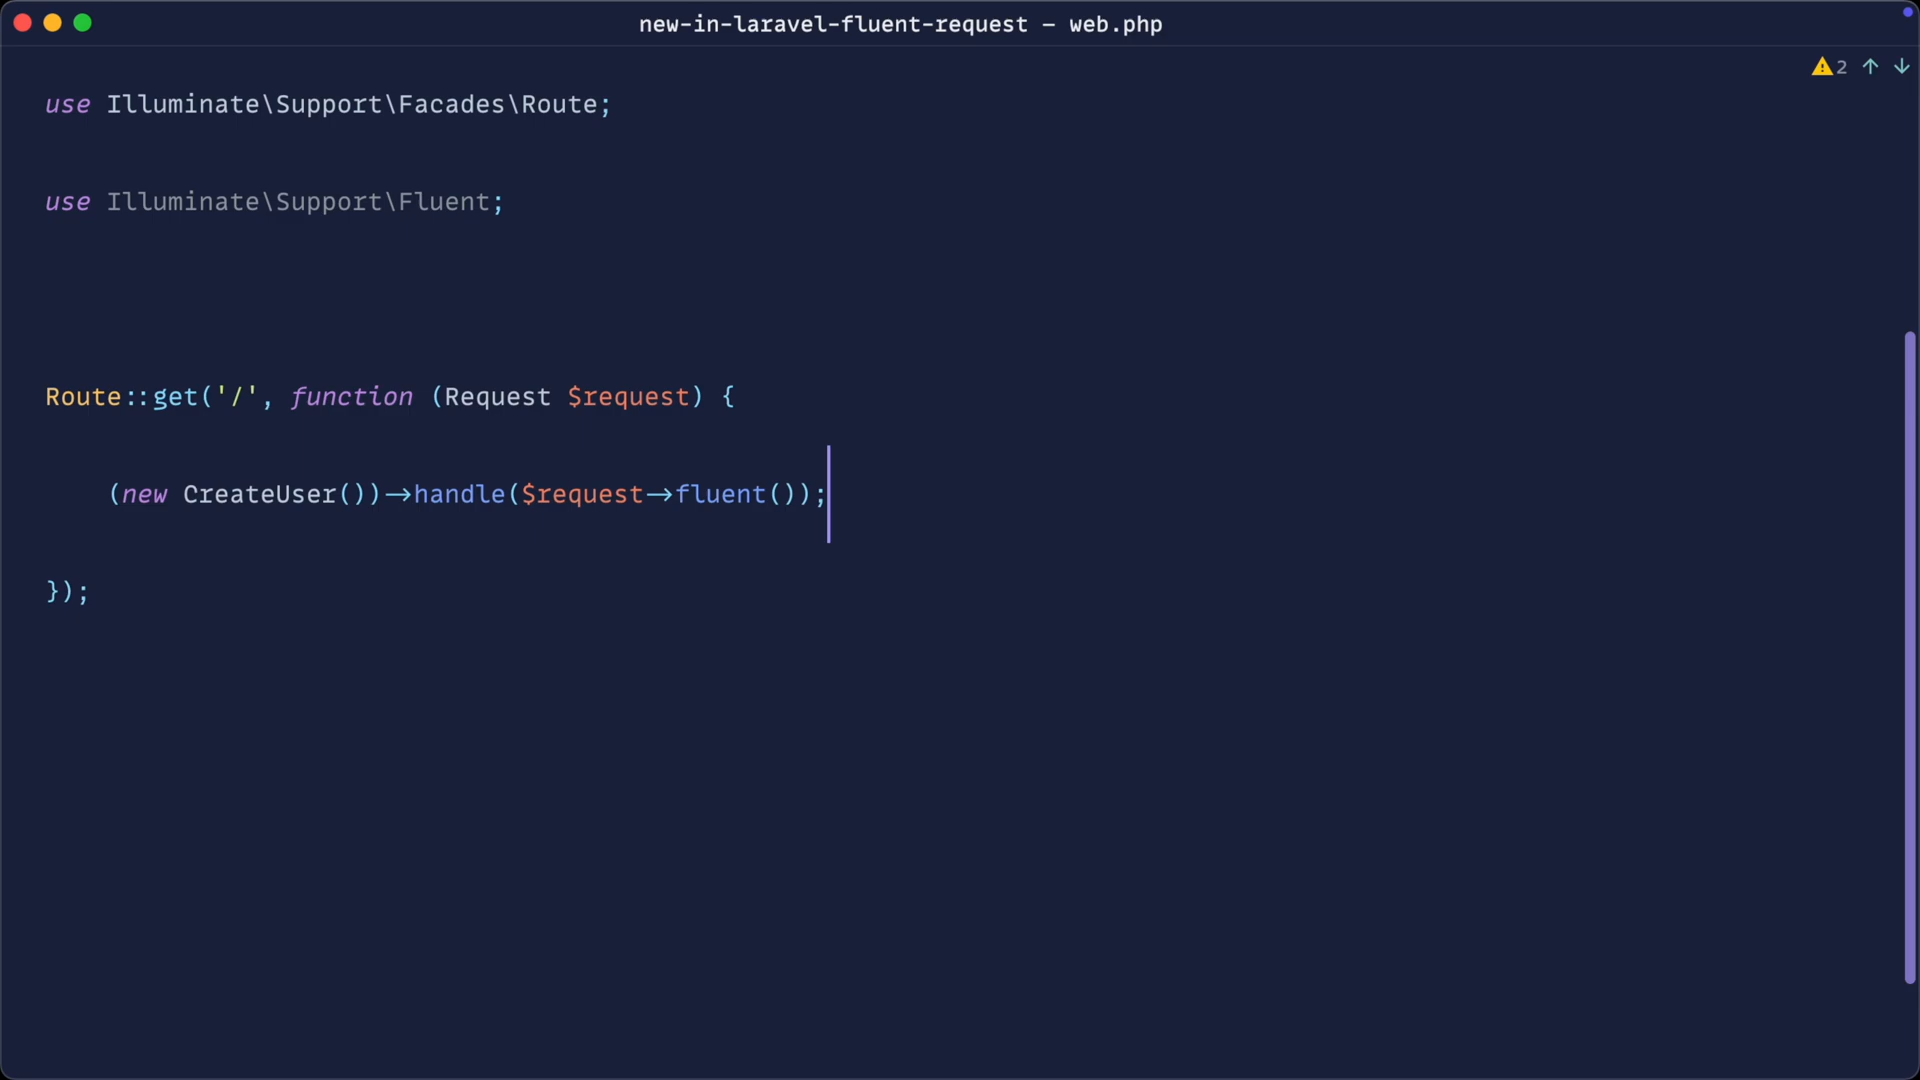 new-in-laravel-fluent-request – web.php
2
use Illuminate\Support\Facades\Route;
use Illuminate\Support\Fluent;
Route::get('/', function (Request $request) {
(new CreateUser())->handle($request->fluent());
});